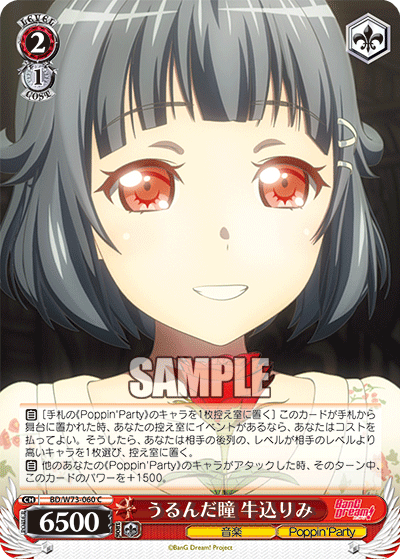 LEVEL
2
1
COST
SAMPLE
自［手札の《Poppin'Party》のキャラを1枚控え室に置く］このカードが手札から
舞台に置かれた時、あなたの控え室にイベントがあるなら、あなたはコストを
払ってよい。そうしたら、あなたは相手の後列の、レベルが相手のレベルより
高いキャラを1枚選び、控え室に置く。
自 他のあなたの《Poppin'Party》のキャラがアタックした時、そのターン中、
このカードのパワーを＋1500。
CH BD/W73-060 C
6500
うるんだ瞳 牛込りみ
BanG Dream!
音楽
Poppin'Party
©BanG Dream! Project